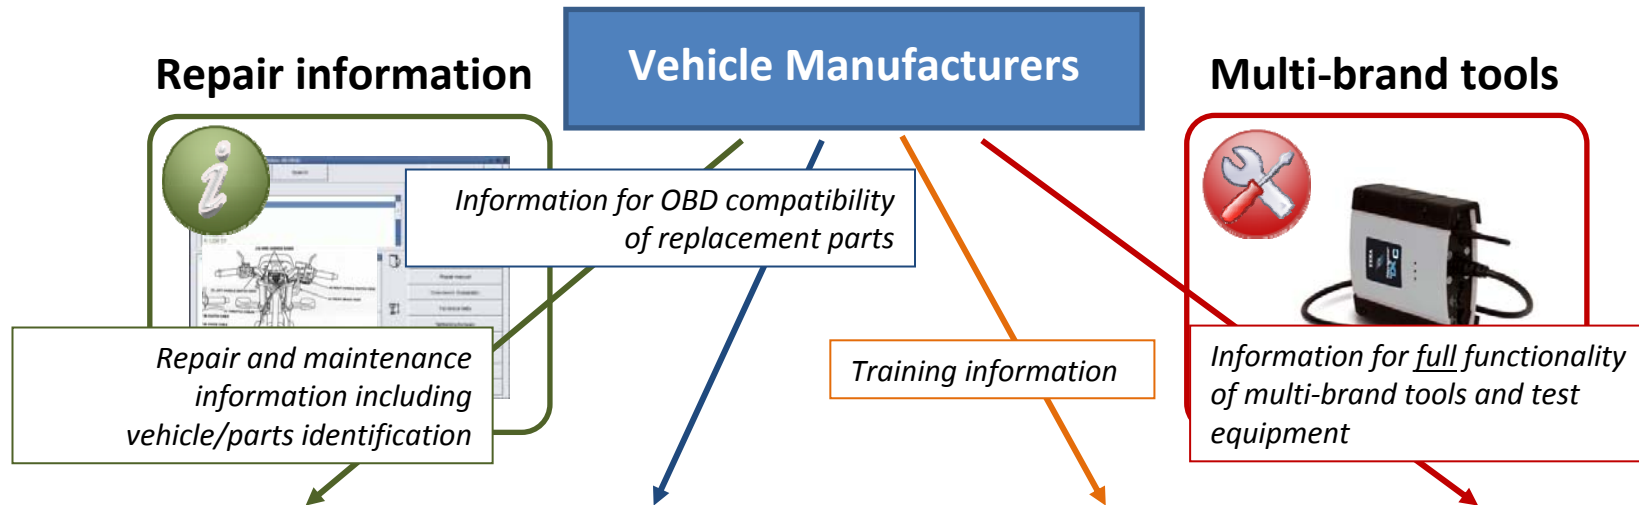 Vehicle Manufacturers
Repair information
Multi-brand tools
Information for OBD compatibility
of replacement parts
Repair and maintenance
information including
vehicle/parts identification
Training information
Information for full functionality
of multi-brand tools and test
equipment